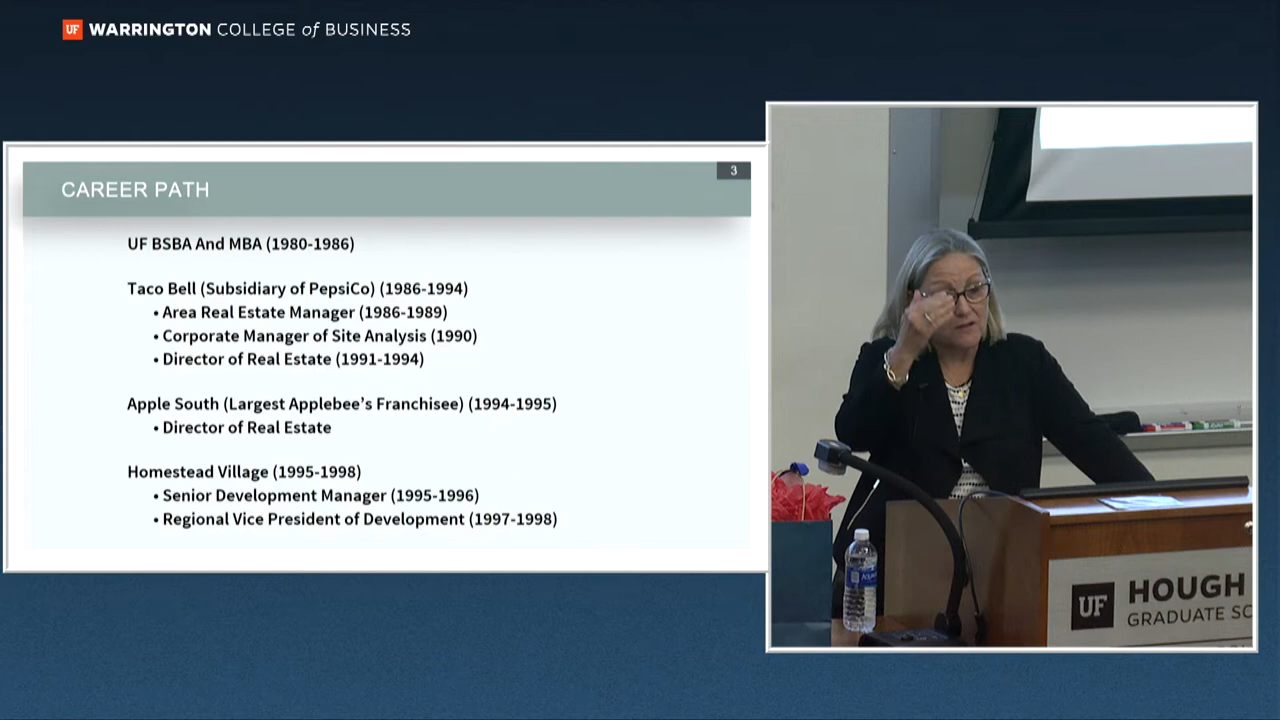 UF WARRINGTON COLLEGE of BUSINESS
3
CAREER PATH
UF BSBA And MBA (1980-1986)
Taco Bell (Subsidiary of PepsiCo) (1986-1994)
• Area Real Estate Manager (1986-1989)
• Corporate Manager of Site Analysis (1990)
• Director of Real Estate (1991-1994)
Apple South (Largest Applebee’s Franchisee) (1994-1995)
• Director of Real Estate
Homestead Village (1995-1998)
• Senior Development Manager (1995-1996)
• Regional Vice President of Development (1997-1998)
UF HOUGH
GRADUATE SC